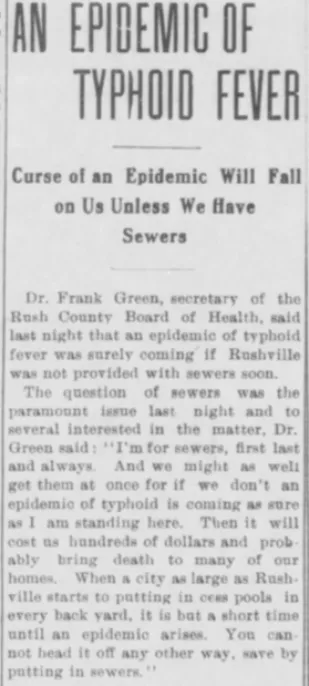 AN EPIDEMIC OF
TYPHOID FEVER
Curse of an Epidemic Will Fall
on Us Unless We Have
Sewers
Dr. Frank Green, secretary of the
Rush County Board of Health, said
last night that an epidemic of typhoid
fever was surely coming if Rushville
was not provided with sewers soon.
The question of sewers was the
paramount issue last night and to
several interested in the matter, Dr.
Green said: "I'm for sewers, first last
and always. And we might as well
get them at once for if we don't an
epidemic of typhoid is coming as sure
as I am standing here. Then it will
cost us hundreds of dollars and prob-
ably bring death to many of our
homes. When a city as large as Rush-
ville starts to putting in cess pools in
every back yard, it is but a short time
until an epidemic arises. You can-
not head it off any other way, save by
putting in sewers."